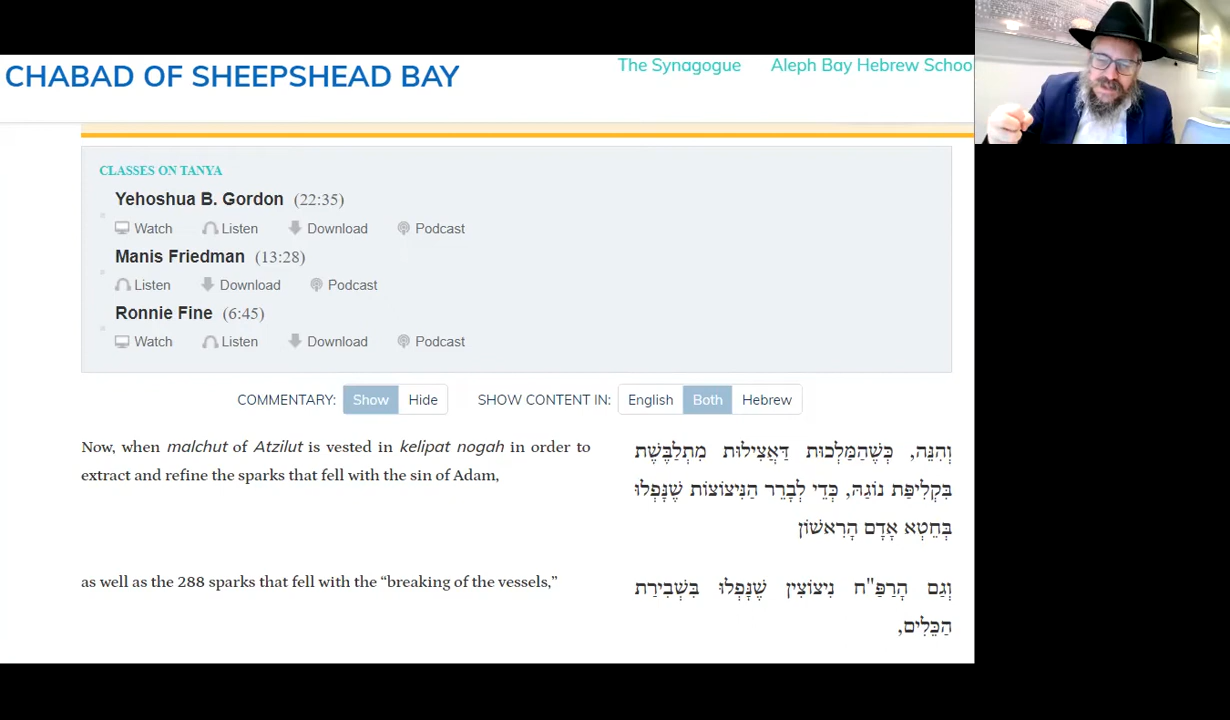 CHABAD OF SHEEPSHEAD BAY
The Synagogue Aleph Bay Hebrew Schoo
CLASSES ON TANYA
Yehoshua B. Gordon (22:35)
Watch Listen Download Podcast
Manis Friedman (13:28)
Listen Download Podcast
Ronnie Fine (6:45)
Watch Listen Download Podcast
COMMENTARY: Show Hide SHOW CONTENT IN: English Both Hebrew
Now, when malchut of Atzilut is vested in kelipat nogah in order to
extract and refine the sparks that fell with the sin of Adam,
וְהִנֵּה, כְּשֶׁהַמַּלְכוּת דַּאֲצִילוּת מִתְלַבֶּשֶׁת
בִּקְלִיפַּת נוֹגַהּ, כְּדֵי לְבָרֵר הַנִּיצוֹצוֹת שֶׁנָּפְלוּ
בְּחֵטְא אָדָם הָרִאשׁוֹן
as well as the 288 sparks that fell with the “breaking of the vessels,”
וְגַם הָרַפַּ"ח נִיצוֹצִין שֶׁנָּפְלוּ בִּשְׁבִירַת
הַכֵּלִים,